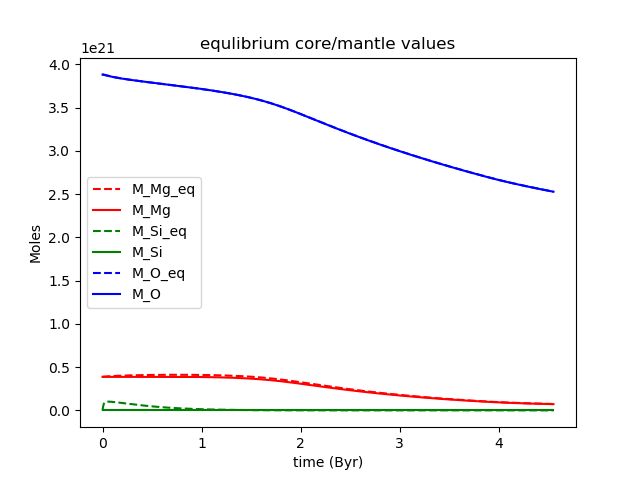 equlibrium core/mantle values
1e21
4.0
3.5
3.0
2.5
2.0
1.5
1.0
0.5
0.0
Moles
M_Mg_eq
M_Mg
M_Si_eq
M_Si
M_O_eq
M_O
0 1 2 3 4
time (Byr)